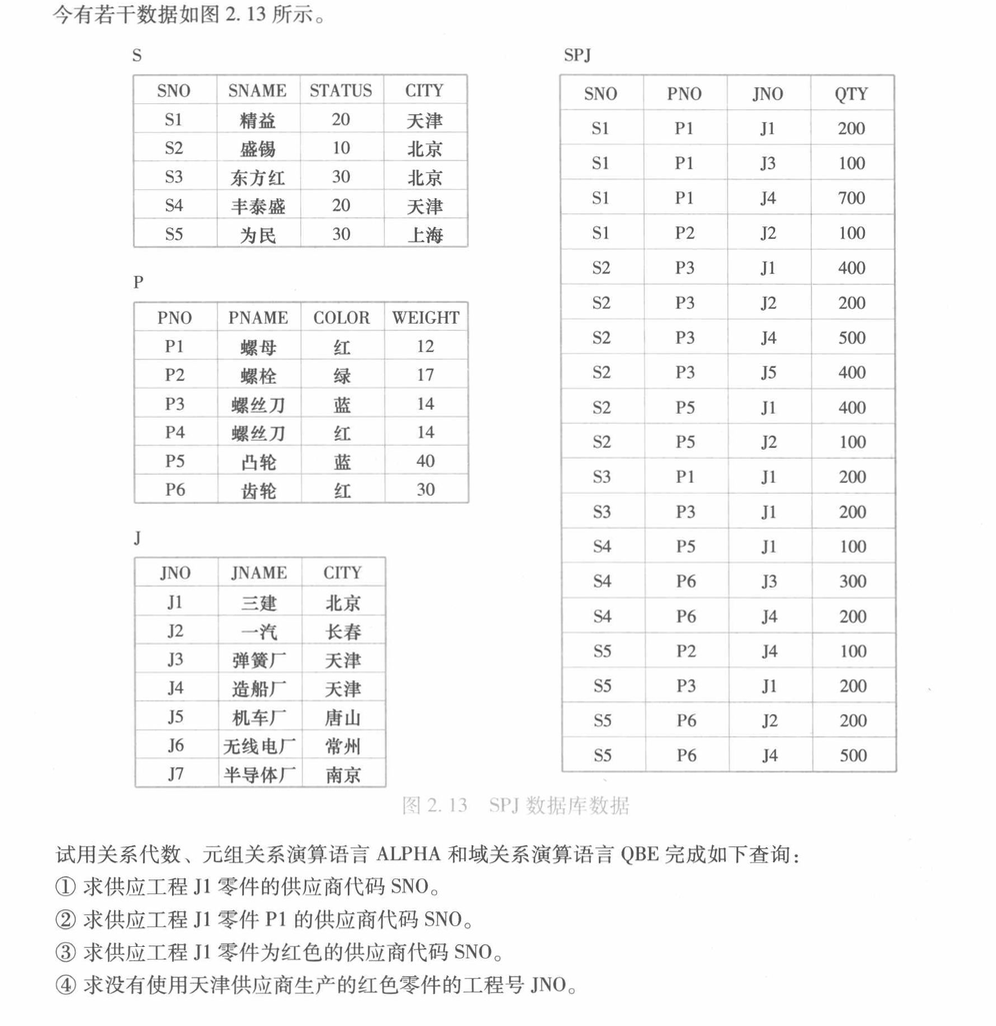 今有若干数据如图 2.13 所示。
S
SNO SNAME STATUS CITY
S1 精益 20 天津
S2 盛锡 10 北京
S3 东方红 30 北京
S4 丰泰盛 20 天津
S5 为民 30 上海
P
PNO PNAME COLOR WEIGHT
P1 螺母 红 12
P2 螺栓 绿 17
P3 螺丝刀 蓝 14
P4 螺丝刀 红 14
P5 凸轮 蓝 40
P6 齿轮 红 30
J
JNO JNAME CITY
J1 三建 北京
J2 一汽 长春
J3 弹簧厂 天津
J4 造船厂 天津
J5 机车厂 唐山
J6 无线电厂 常州
J7 半导体厂 南京
SPJ
SNO PNO JNO QTY
S1 P1 J1 200
S1 P1 J3 100
S1 P1 J4 700
S1 P2 J2 100
S2 P3 J1 400
S2 P3 J2 200
S2 P3 J4 500
S2 P3 J5 400
S2 P5 J1 400
S2 P5 J2 100
S3 P1 J1 200
S3 P3 J1 200
S4 P5 J1 100
S4 P6 J3 300
S4 P6 J4 200
S5 P2 J4 100
S5 P3 J1 200
S5 P6 J2 200
S5 P6 J4 500
图 2.13 SPJ 数据库数据
试用关系代数、元组关系演算语言 ALPHA 和域关系演算语言 QBE 完成如下查询：
① 求供应工程 J1 零件的供应商代码 SNO。
② 求供应工程 J1 零件 P1 的供应商代码 SNO。
③ 求供应工程 J1 零件为红色的供应商代码 SNO。
④ 求没有使用天津供应商生产的红色零件的工程号 JNO。